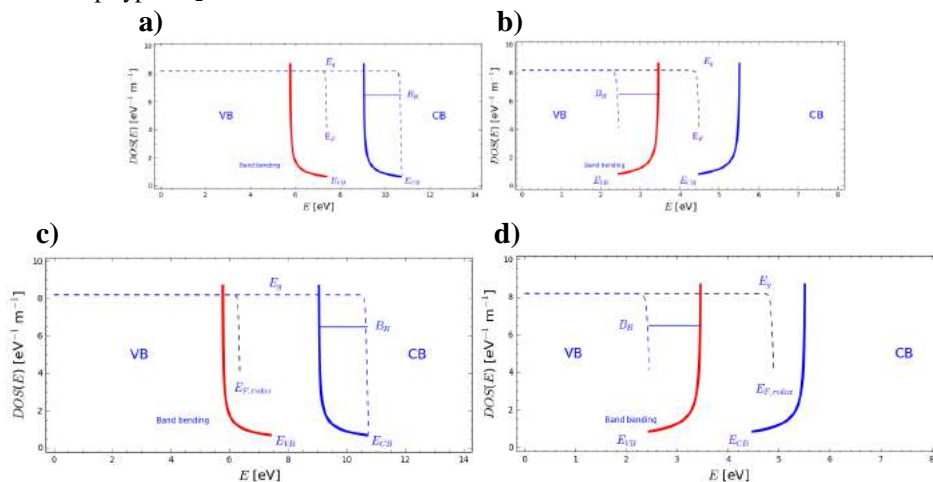 a)
b)
DOS(E) [eV⁻¹ m⁻¹]
10
8
6
4
2
0
E_g
B_B
VB
CB
E_F
Band bending
E_VB
E_CB
0 2 4 6 8 10 12 14
E [eV]
DOS(E) [eV⁻¹ m⁻¹]
10
8
6
4
2
0
E_g
B_B
VB
CB
E_F
Band bending
E_VB
E_CB
0 1 2 3 4 5 6 7 8
E [eV]
c)
d)
DOS(E) [eV⁻¹ m⁻¹]
10
8
6
4
2
0
E_g
B_B
VB
CB
E_F,redox
Band bending
E_VB
E_CB
0 2 4 6 8 10 12 14
E [eV]
DOS(E) [eV⁻¹ m⁻¹]
10
8
6
4
2
0
E_g
B_B
VB
CB
E_F,redox
Band bending
E_VB
E_CB
0 1 2 3 4 5 6 7 8
E [eV]